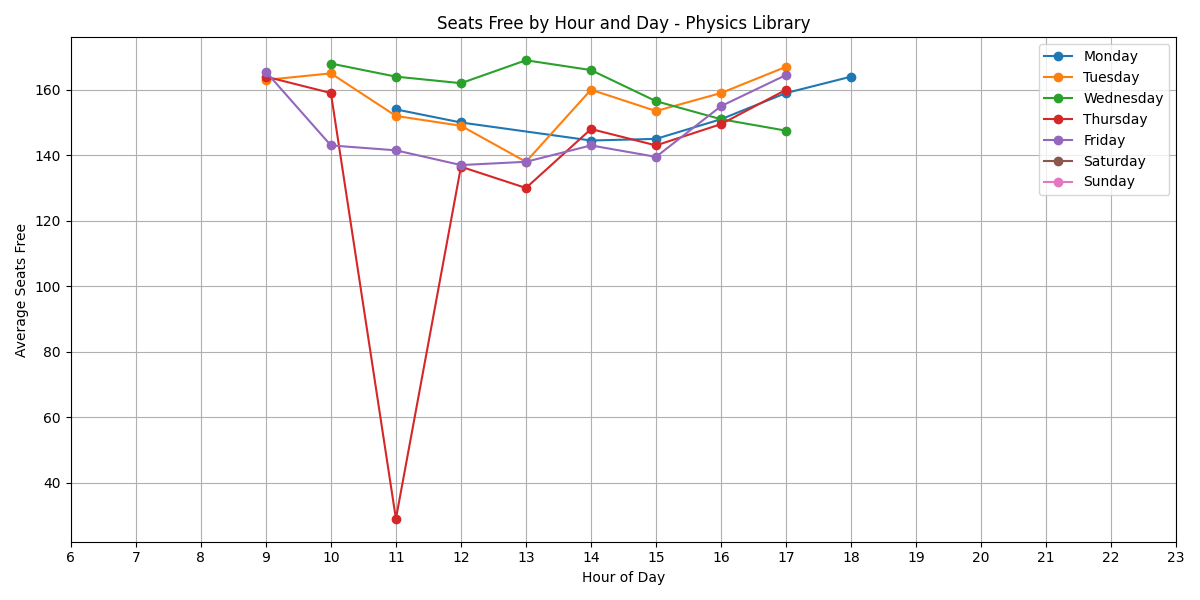 Seats Free by Hour and Day - Physics Library
Monday
Tuesday
Wednesday
Thursday
Friday
Saturday
Sunday
160
140
120
100
80
60
40
Average Seats Free
6 7 8 9 10 11 12 13 14 15 16 17 18 19 20 21 22 23
Hour of Day